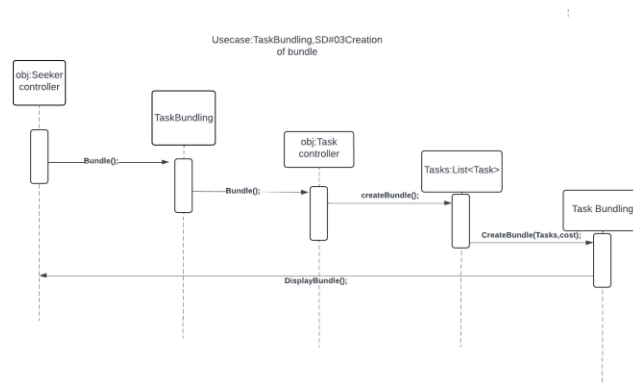 Usecase:TaskBundling,SD#03Creation
of bundle
obj:Seeker
controller
TaskBundling
obj:Task
controller
Tasks:List<Task>
Task Bundling
Bundle();
Bundle();
createBundle();
CreateBundle(Tasks,cost);
DisplayBundle();